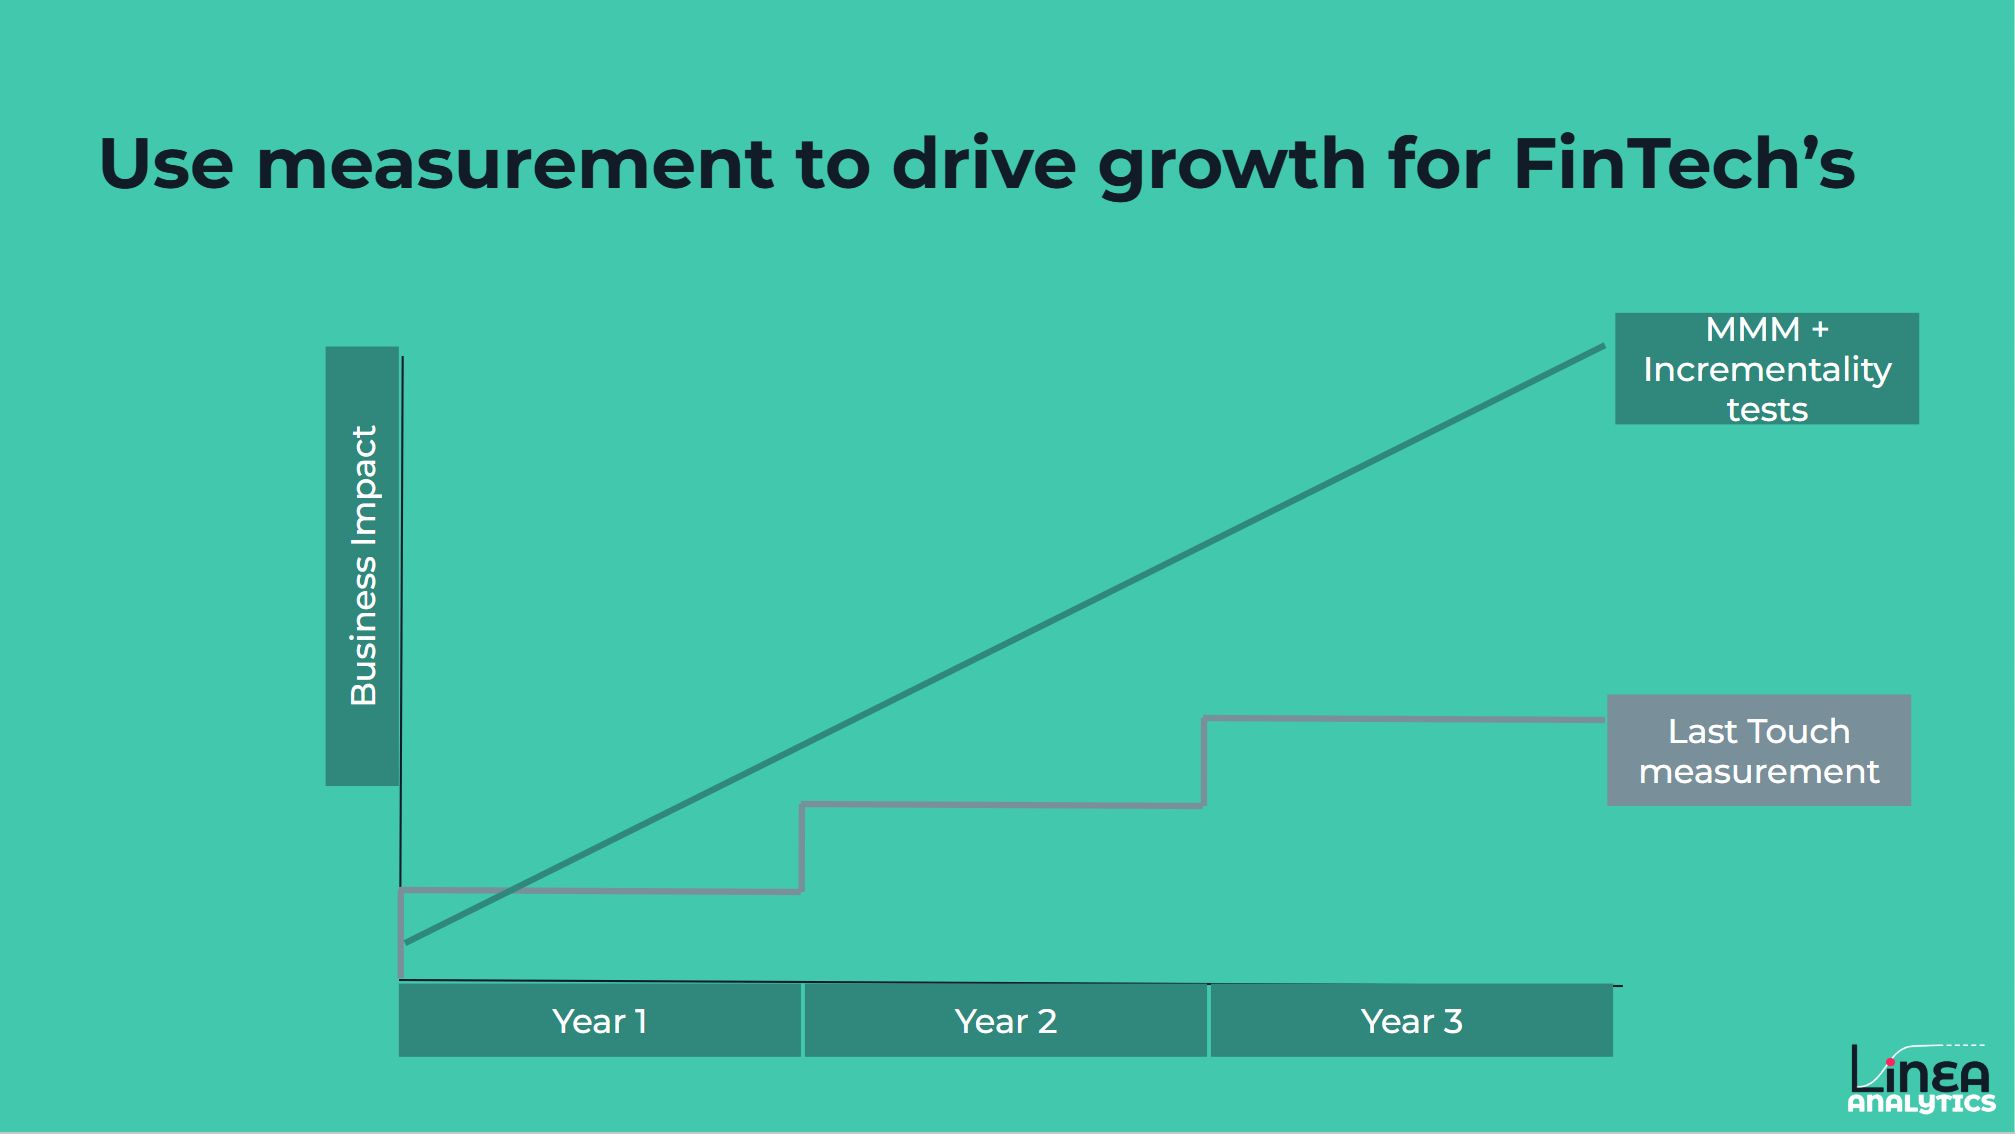 Use measurement to drive growth for FinTech’s
MMM +
Incrementality
tests
Business Impact
Last Touch
measurement
Year 1
Year 2
Year 3
LinEA
ANALYTICS